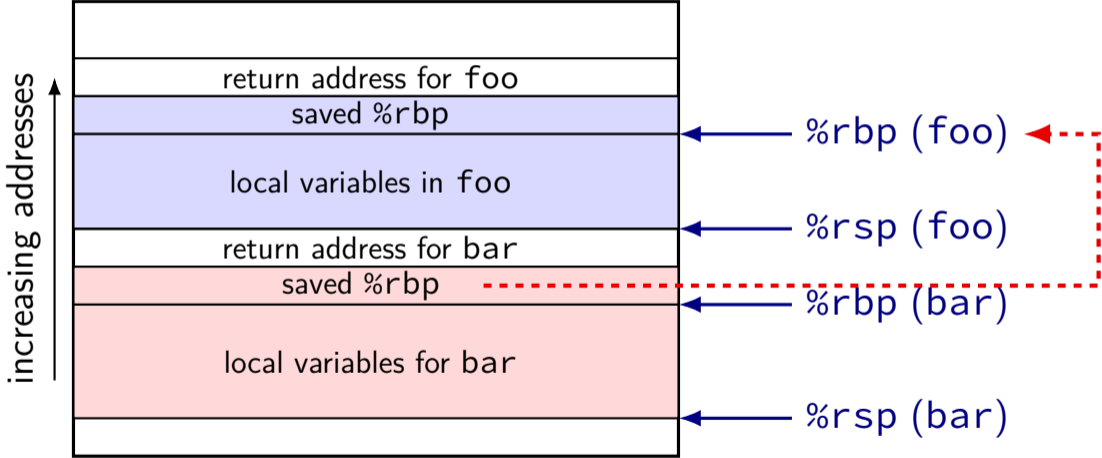 increasing addresses
return address for foo
saved %rbp
%rbp (foo)
local variables in foo
%rsp (foo)
return address for bar
saved %rbp
%rbp (bar)
local variables for bar
%rsp (bar)